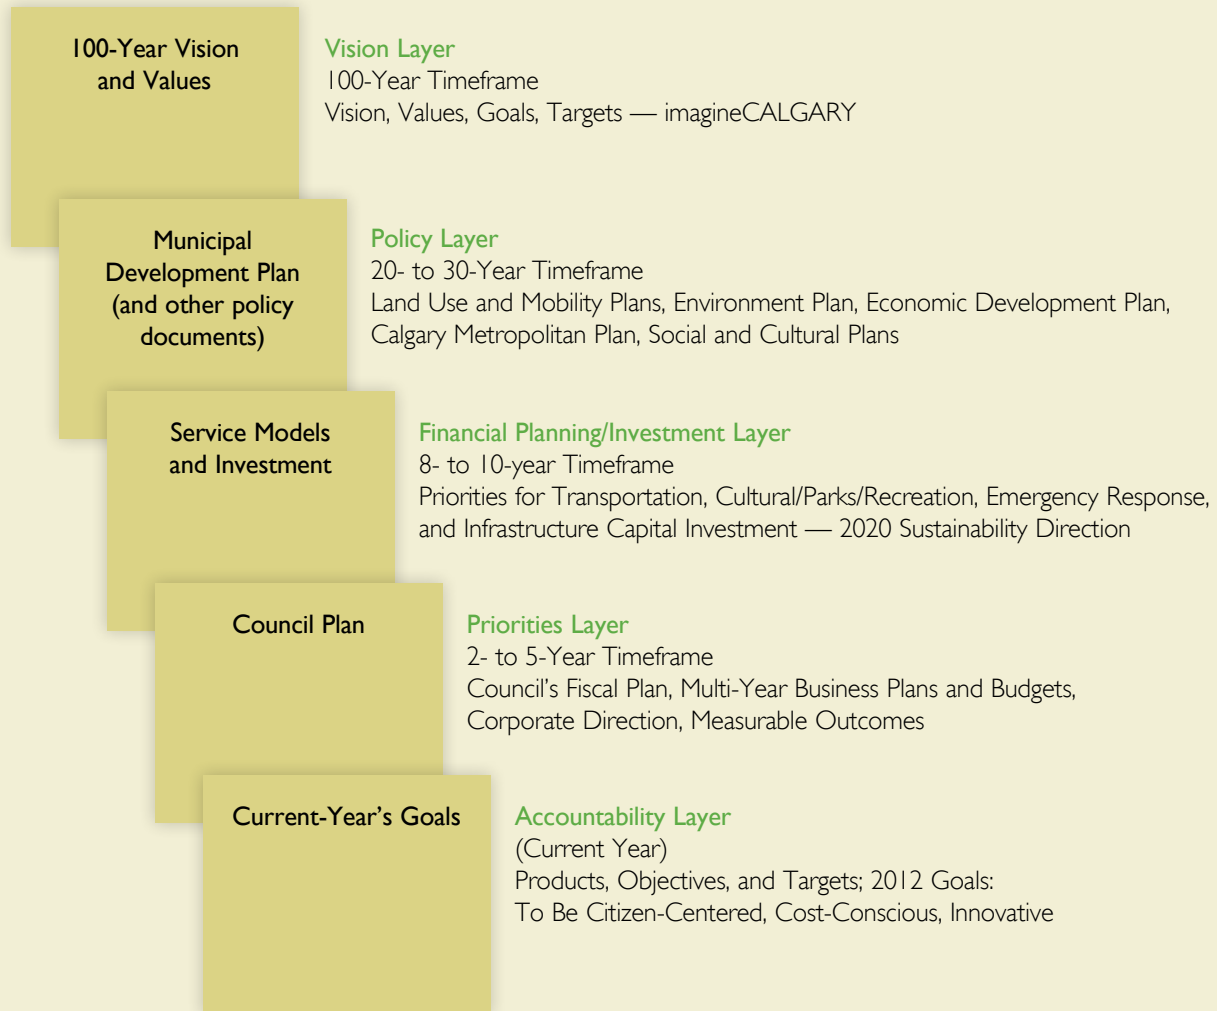 100-Year Vision
and Values
Vision Layer
100-Year Timeframe
Vision, Values, Goals, Targets — imagineCALGARY
Municipal
Development Plan
(and other policy
documents)
Policy Layer
20- to 30-Year Timeframe
Land Use and Mobility Plans, Environment Plan, Economic Development Plan,
Calgary Metropolitan Plan, Social and Cultural Plans
Service Models
and Investment
Financial Planning/Investment Layer
8- to 10-year Timeframe
Priorities for Transportation, Cultural/Parks/Recreation, Emergency Response,
and Infrastructure Capital Investment — 2020 Sustainability Direction
Council Plan
Priorities Layer
2- to 5-Year Timeframe
Council’s Fiscal Plan, Multi-Year Business Plans and Budgets,
Corporate Direction, Measurable Outcomes
Current-Year’s Goals
Accountability Layer
(Current Year)
Products, Objectives, and Targets; 2012 Goals:
To Be Citizen-Centered, Cost-Conscious, Innovative